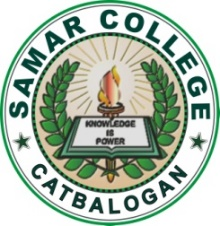 SAMAR COLLEGE
KNOWLEDGE
IS
POWER
CATBALOGAN